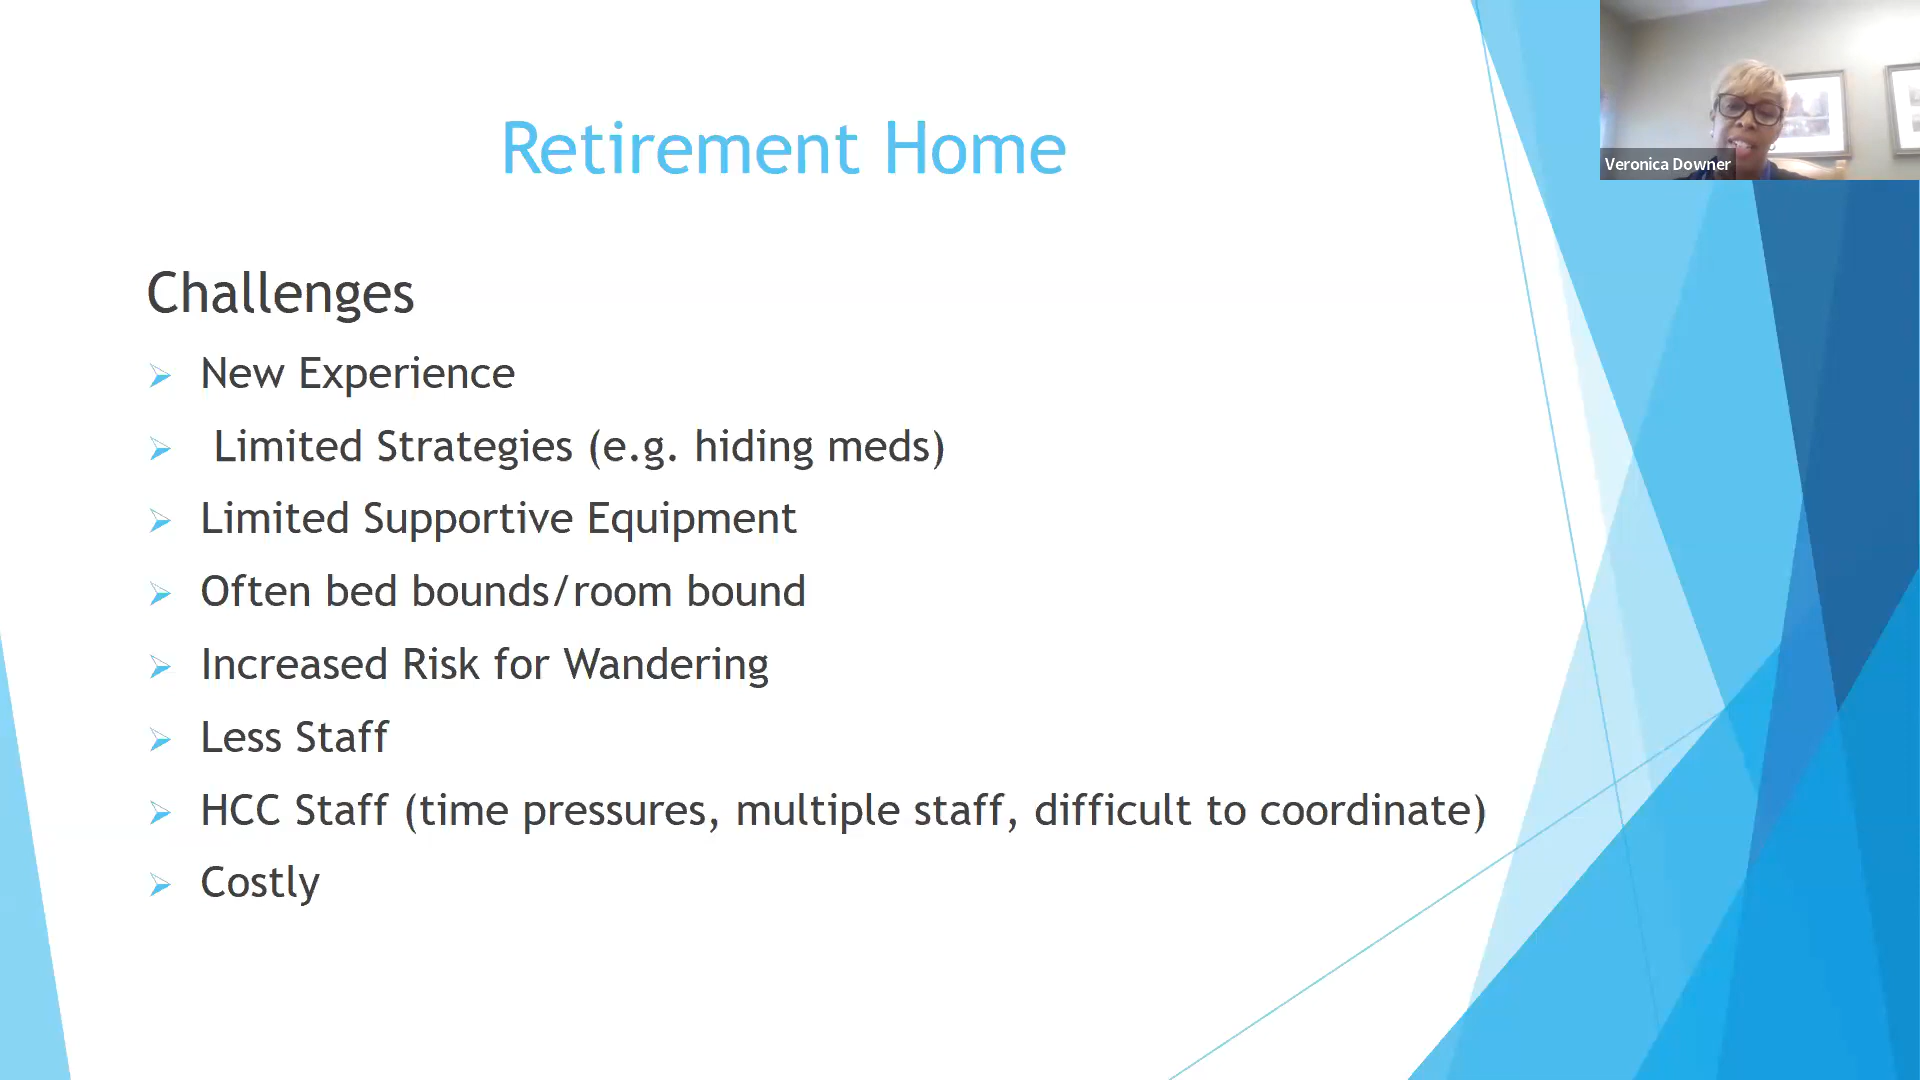 Retirement Home
Veronica Downer
Challenges
New Experience
Limited Strategies (e.g. hiding meds)
Limited Supportive Equipment
Often bed bounds/room bound
Increased Risk for Wandering
Less Staff
HCC Staff (time pressures, multiple staff, difficult to coordinate)
Costly